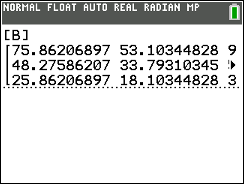 NORMAL FLOAT AUTO REAL RADIAN MP
[B]
[75.86206897 53.10344828 9
48.27586207 33.79310345
25.86206897 18.10344828 3